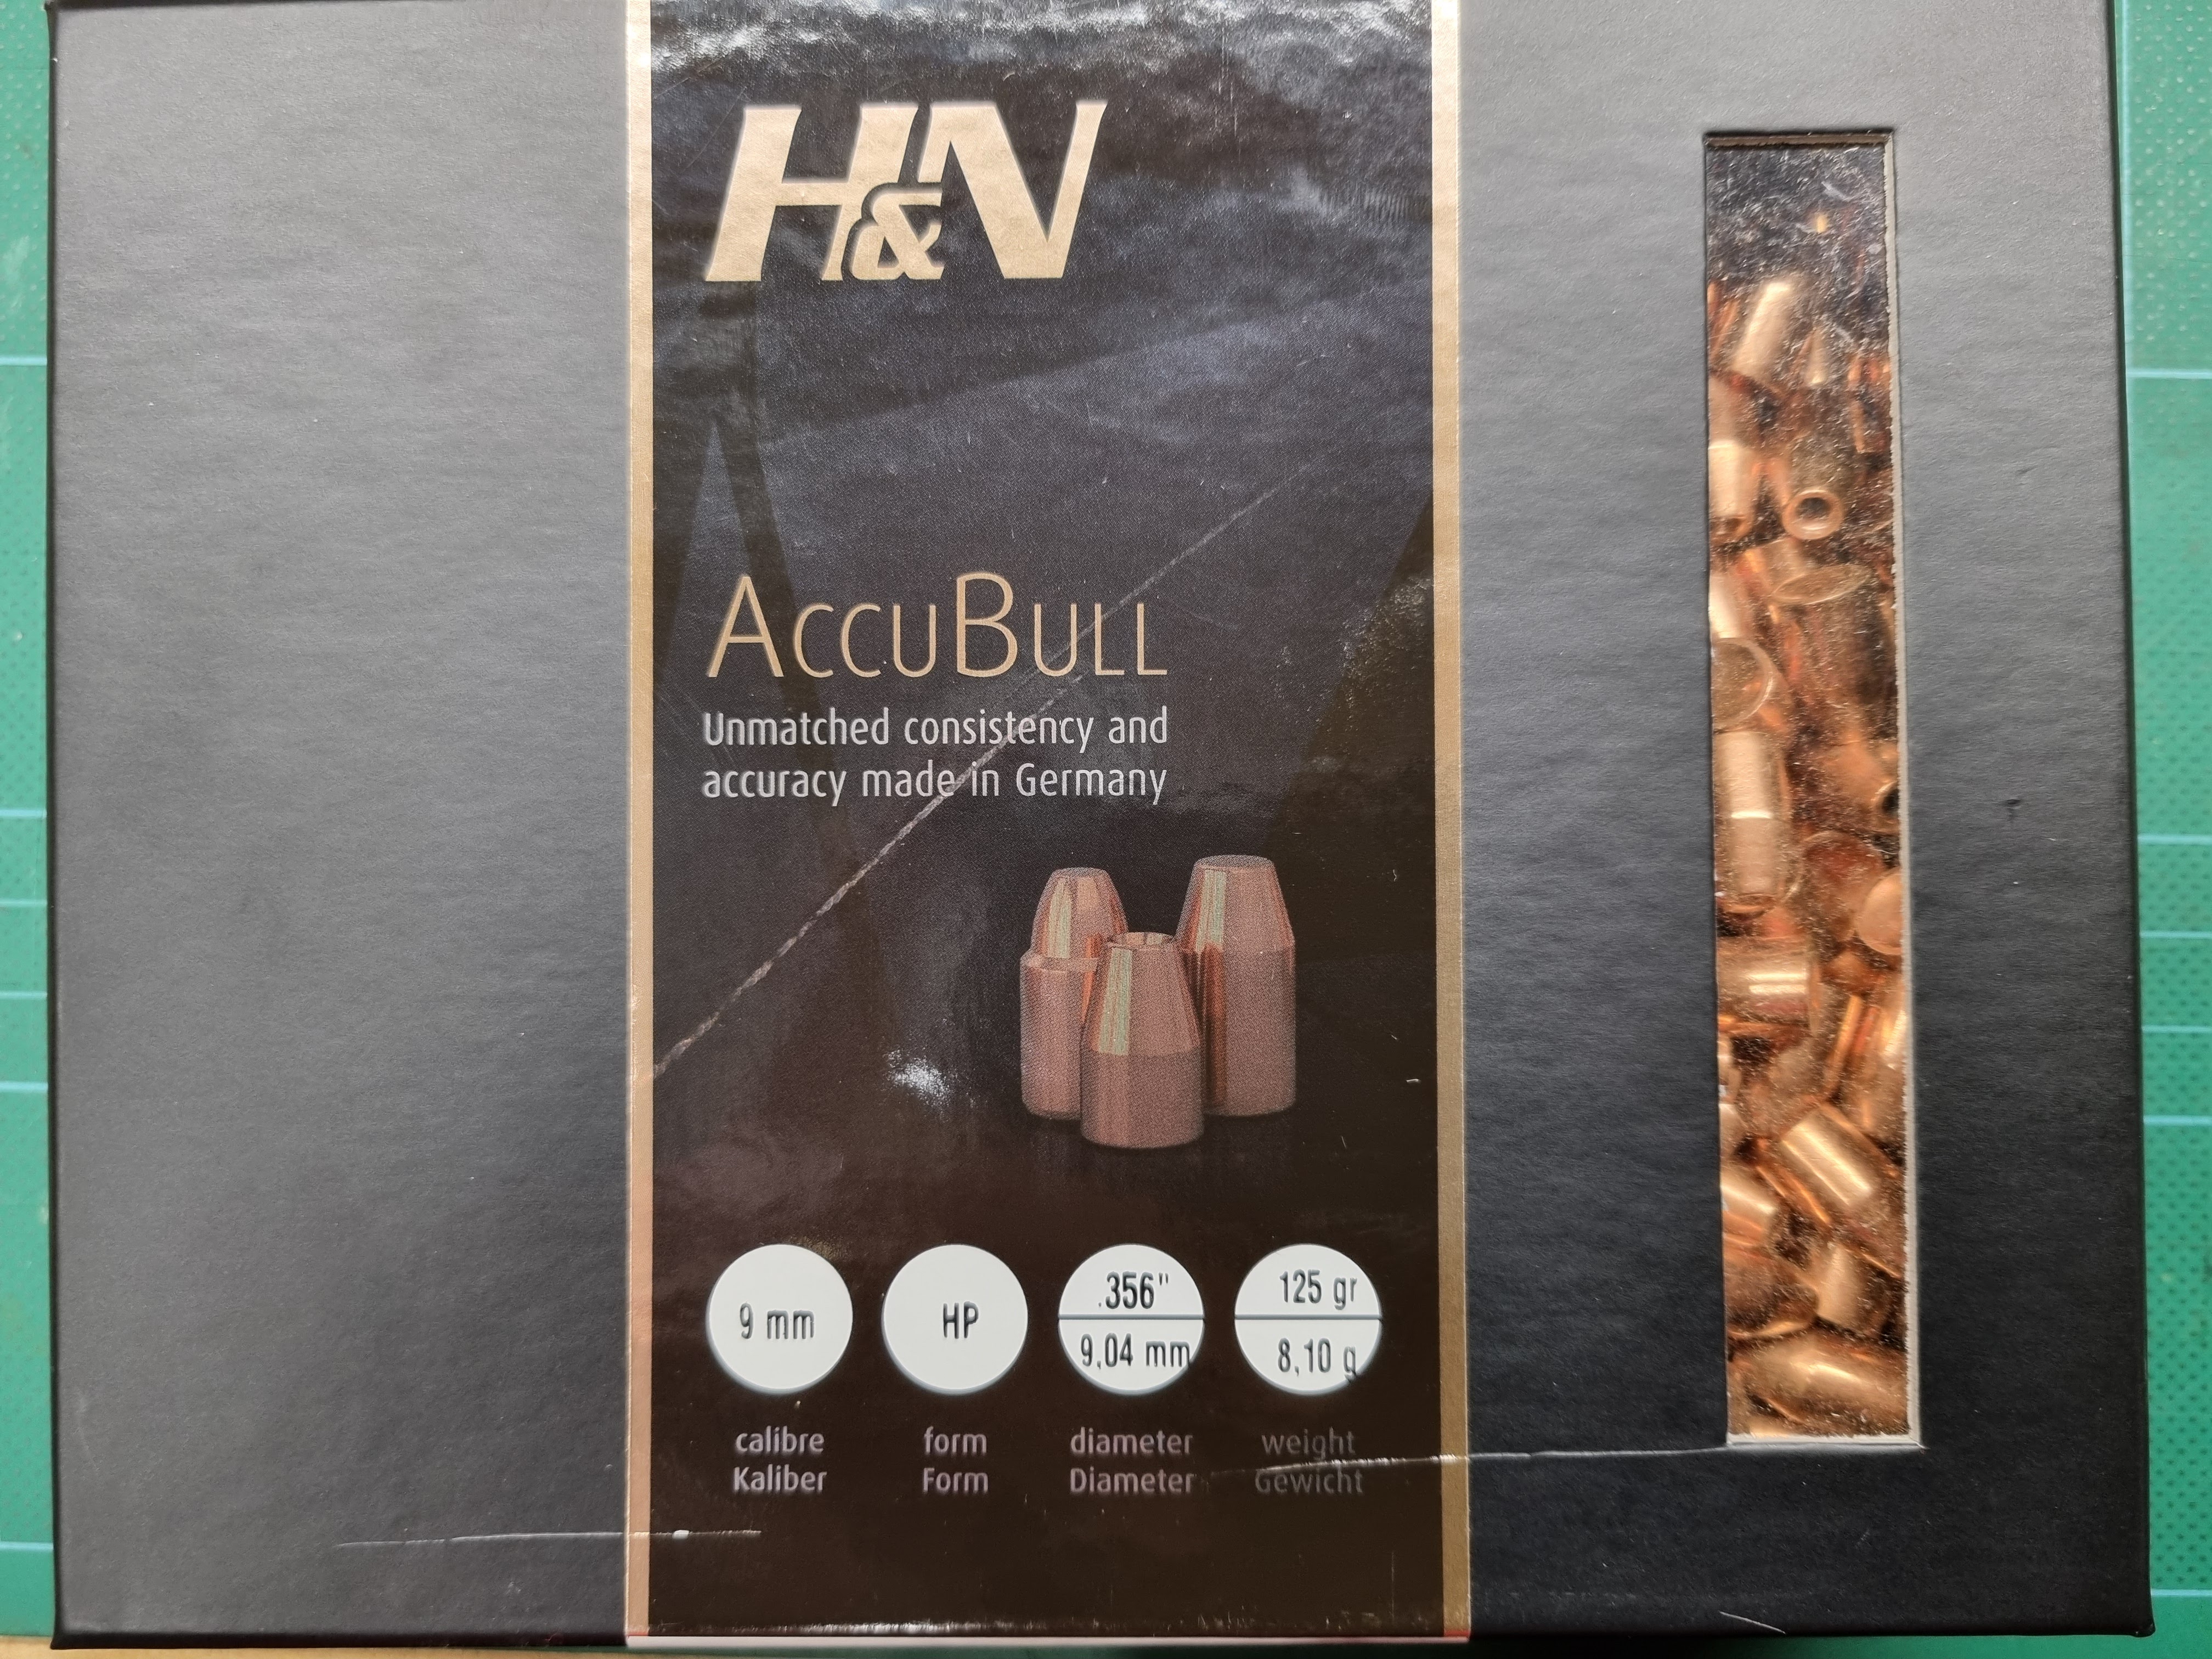 H&N
ACCUBULL
Unmatched consistency and
accuracy made in Germany
9 mm
HP
.356"
9,04 mm
125 gr
8,10 g
calibre
Kaliber
form
Form
diameter
Diameter
weight
Gewicht